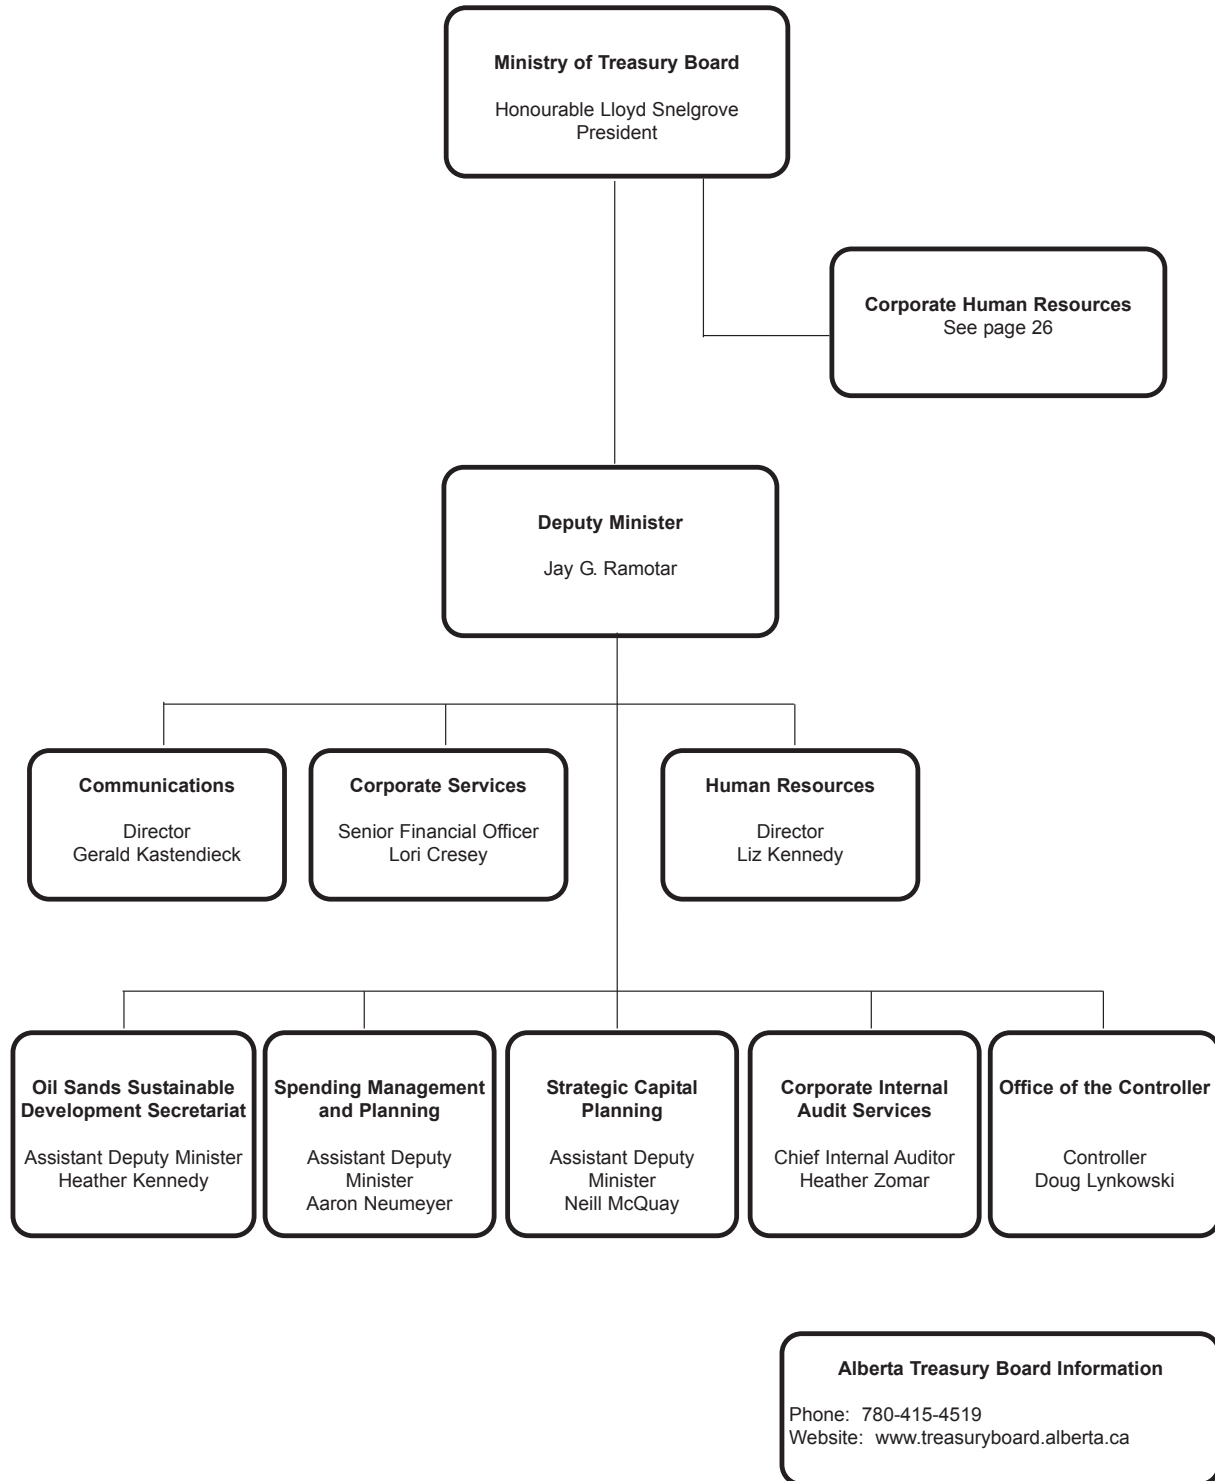 Ministry of Treasury Board
Honourable Lloyd Snelgrove
President
Corporate Human Resources
See page 26
Deputy Minister
Jay G. Ramotar
Communications
Director
Gerald Kastendieck
Corporate Services
Senior Financial Officer
Lori Cresey
Human Resources
Director
Liz Kennedy
Oil Sands Sustainable
Development Secretariat
Assistant Deputy Minister
Heather Kennedy
Spending Management
and Planning
Assistant Deputy
Minister
Aaron Neumeyer
Strategic Capital
Planning
Assistant Deputy
Minister
Neill McQuay
Corporate Internal
Audit Services
Chief Internal Auditor
Heather Zomar
Office of the Controller
Controller
Doug Lynkowski
Alberta Treasury Board Information
Phone: 780-415-4519
Website: www.treasuryboard.alberta.ca